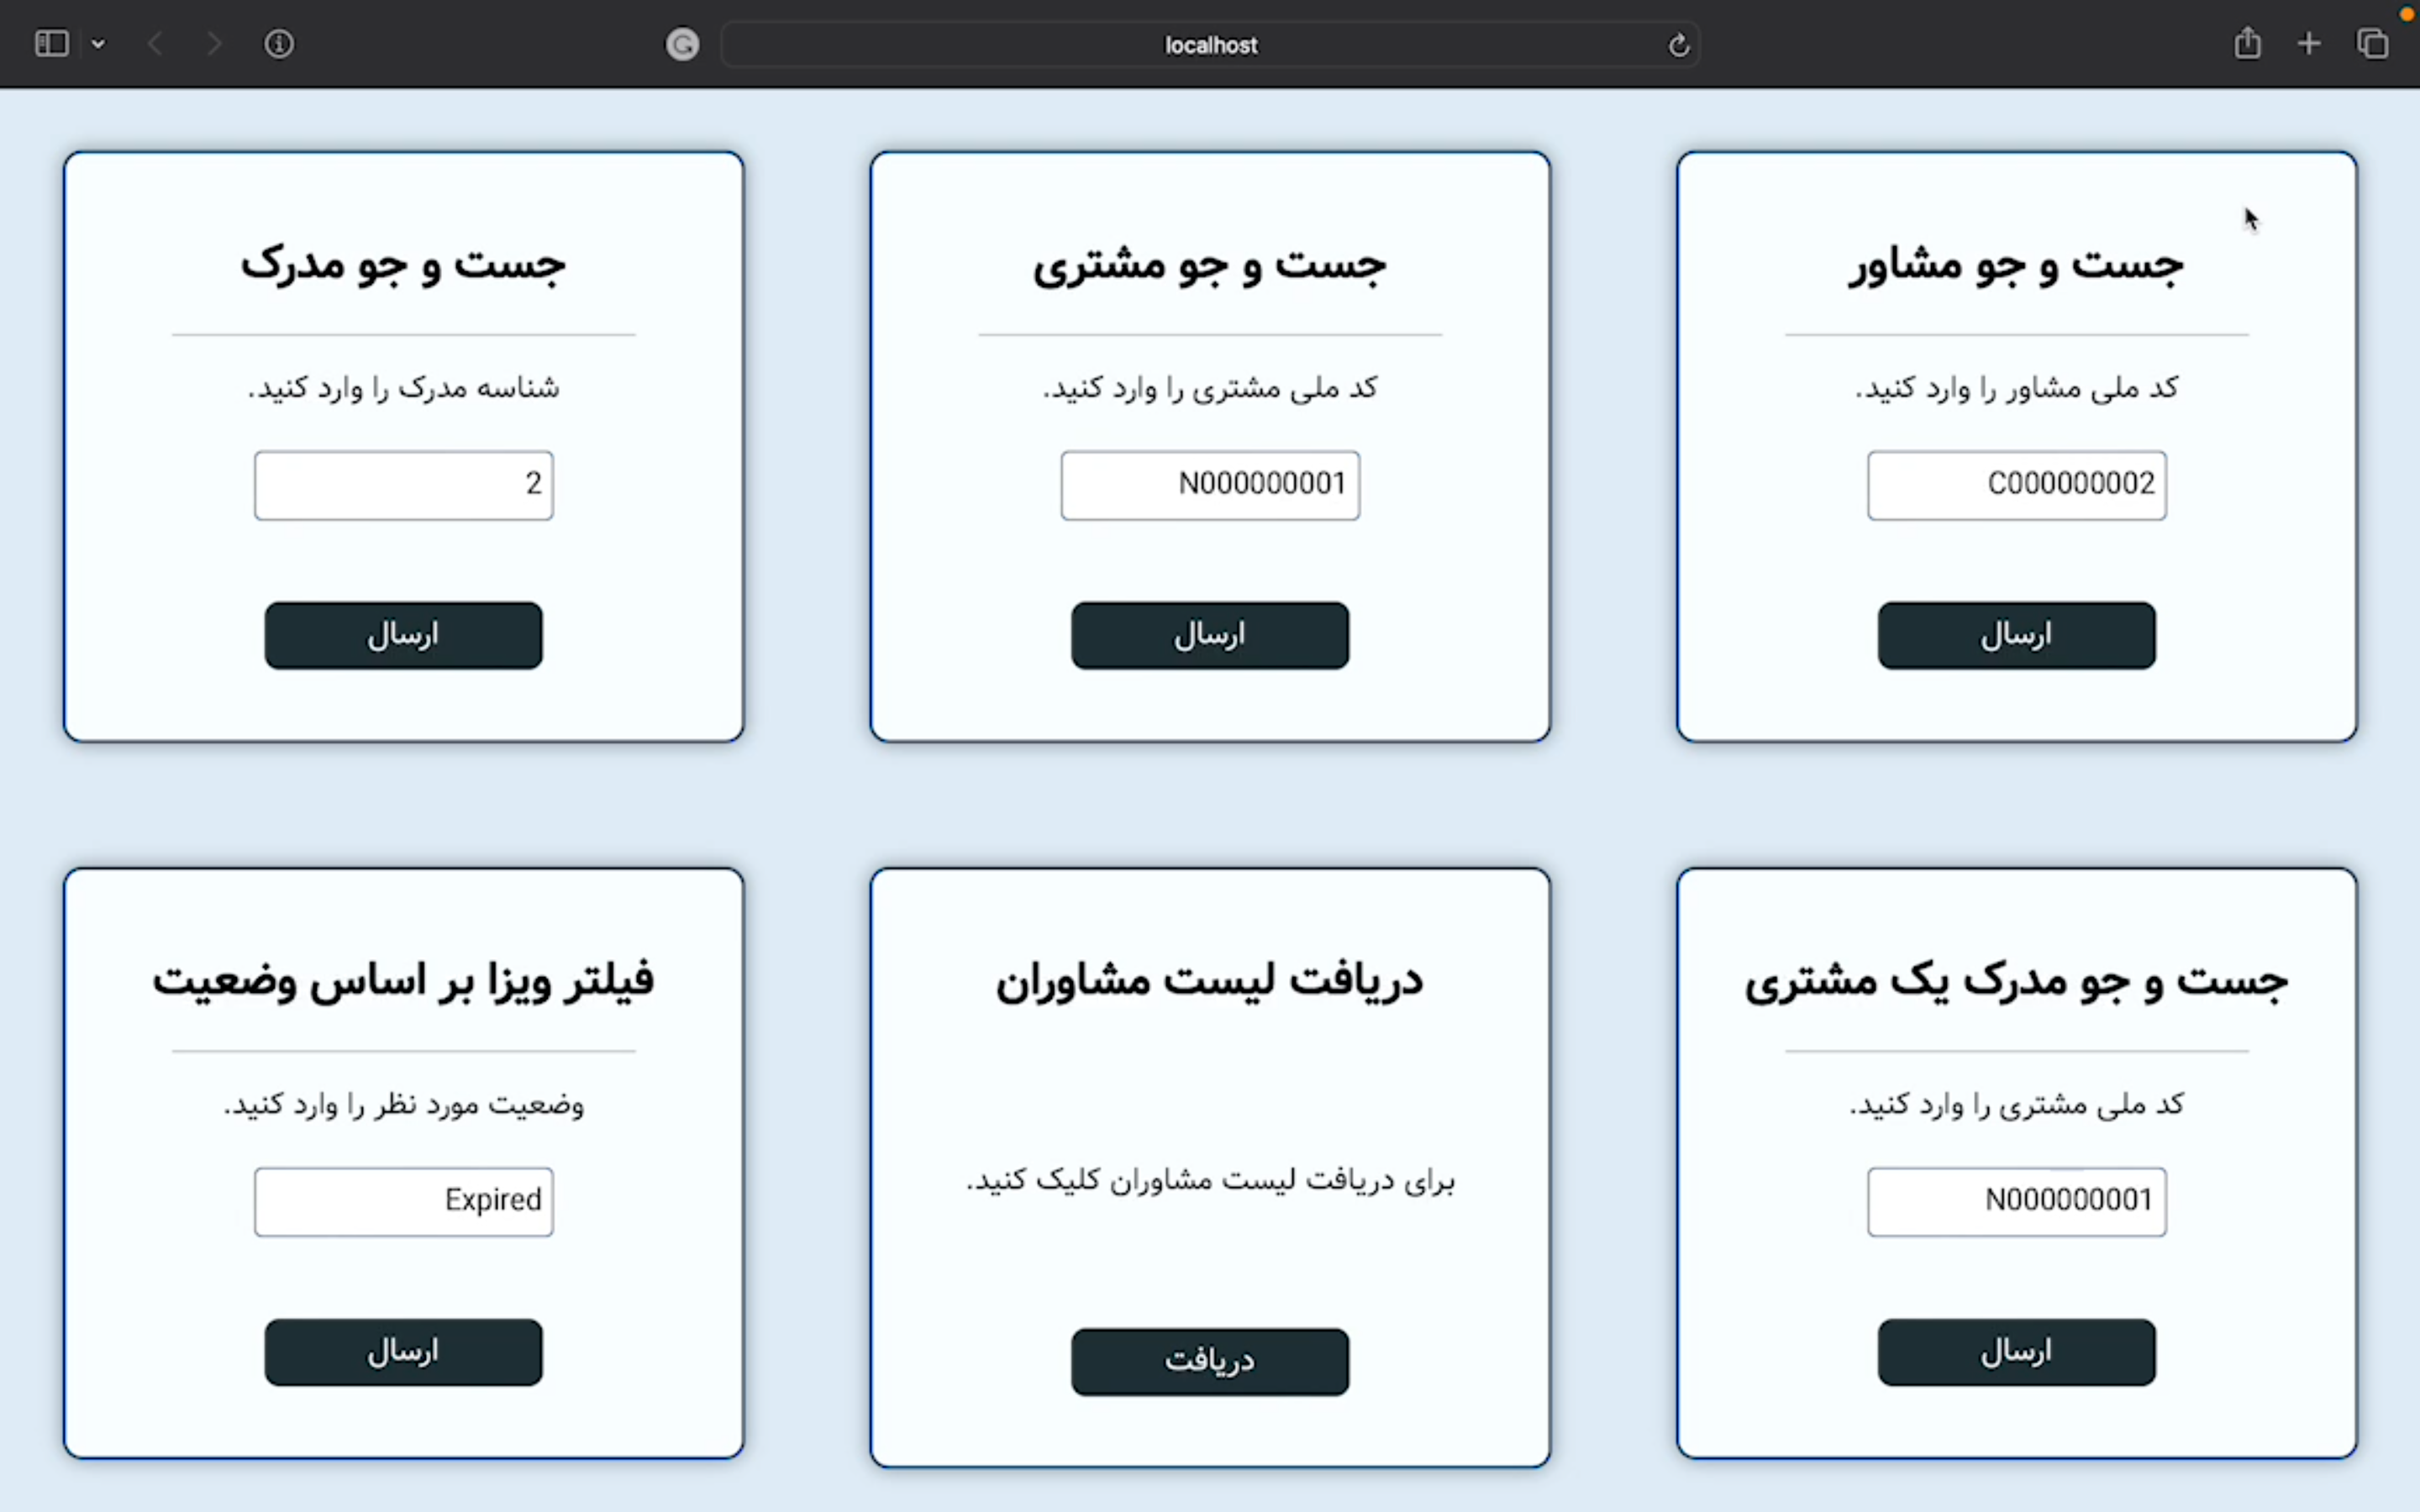 localhost
جست و جو مشاور
کد ملی مشاور را وارد کنید.
C000000002
ارسال
جست و جو مشتری
کد ملی مشتری را وارد کنید.
N000000001
ارسال
جست و جو مدرک
شناسه مدرک را وارد کنید.
2
ارسال
جست و جو مدرک یک مشتری
کد ملی مشتری را وارد کنید.
N000000001
ارسال
دریافت لیست مشاوران
برای دریافت لیست مشاوران کلیک کنید.
دریافت
فیلتر ویزا بر اساس وضعیت
وضعیت مورد نظر را وارد کنید.
Expired
ارسال